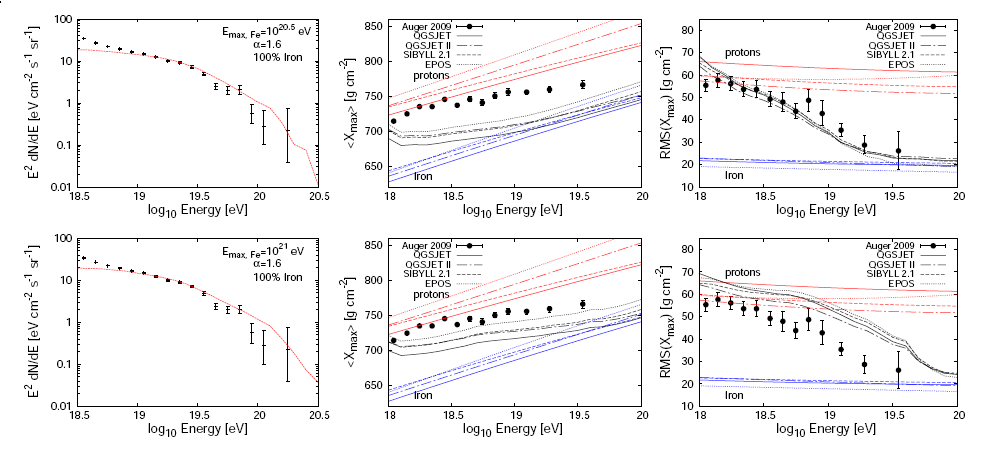 E² dN/dE [eV cm⁻² s⁻¹ sr⁻¹]
100
10
1
0.1
0.01
E_max, Fe=10^20.5 eV
α=1.6
100% Iron
18.5
19
19.5
20
20.5
log₁₀ Energy [eV]
<X_max> [g cm⁻²]
850
800
750
700
650
Auger 2009
QGSJET
QGSJET II
SIBYLL 2.1
EPOS
protons
Iron
18
18.5
19
19.5
20
log₁₀ Energy [eV]
RMS(X_max) [g cm⁻²]
80
70
60
50
40
30
20
10
Auger 2009
QGSJET
QGSJET II
SIBYLL 2.1
EPOS
protons
Iron
18
18.5
19
19.5
20
log₁₀ Energy [eV]
E² dN/dE [eV cm⁻² s⁻¹ sr⁻¹]
100
10
1
0.1
0.01
E_max, Fe=10^21 eV
α=1.6
100% Iron
18.5
19
19.5
20
20.5
log₁₀ Energy [eV]
<X_max> [g cm⁻²]
850
800
750
700
650
Auger 2009
QGSJET
QGSJET II
SIBYLL 2.1
EPOS
protons
Iron
18
18.5
19
19.5
20
log₁₀ Energy [eV]
RMS(X_max) [g cm⁻²]
80
70
60
50
40
30
20
10
Auger 2009
QGSJET
QGSJET II
SIBYLL 2.1
EPOS
protons
Iron
18
18.5
19
19.5
20
log₁₀ Energy [eV]